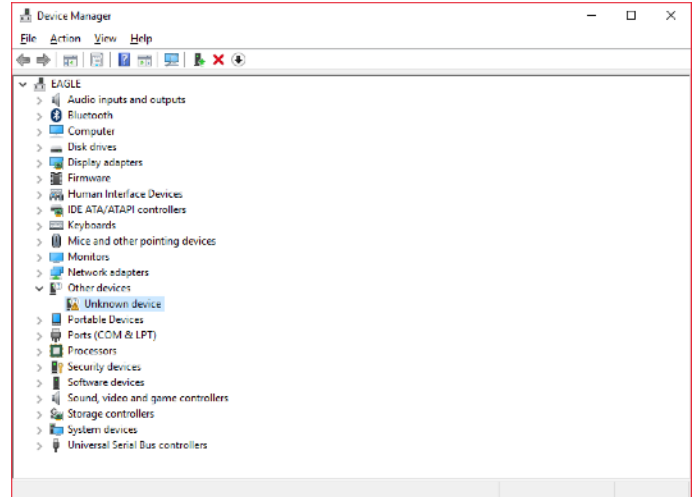 Device Manager
File Action View Help
EAGLE
Audio inputs and outputs
Bluetooth
Computer
Disk drives
Display adapters
Firmware
Human Interface Devices
IDE ATA/ATAPI controllers
Keyboards
Mice and other pointing devices
Monitors
Network adapters
Other devices
Unknown device
Portable Devices
Ports (COM & LPT)
Processors
Security devices
Software devices
Sound, video and game controllers
Storage controllers
System devices
Universal Serial Bus controllers